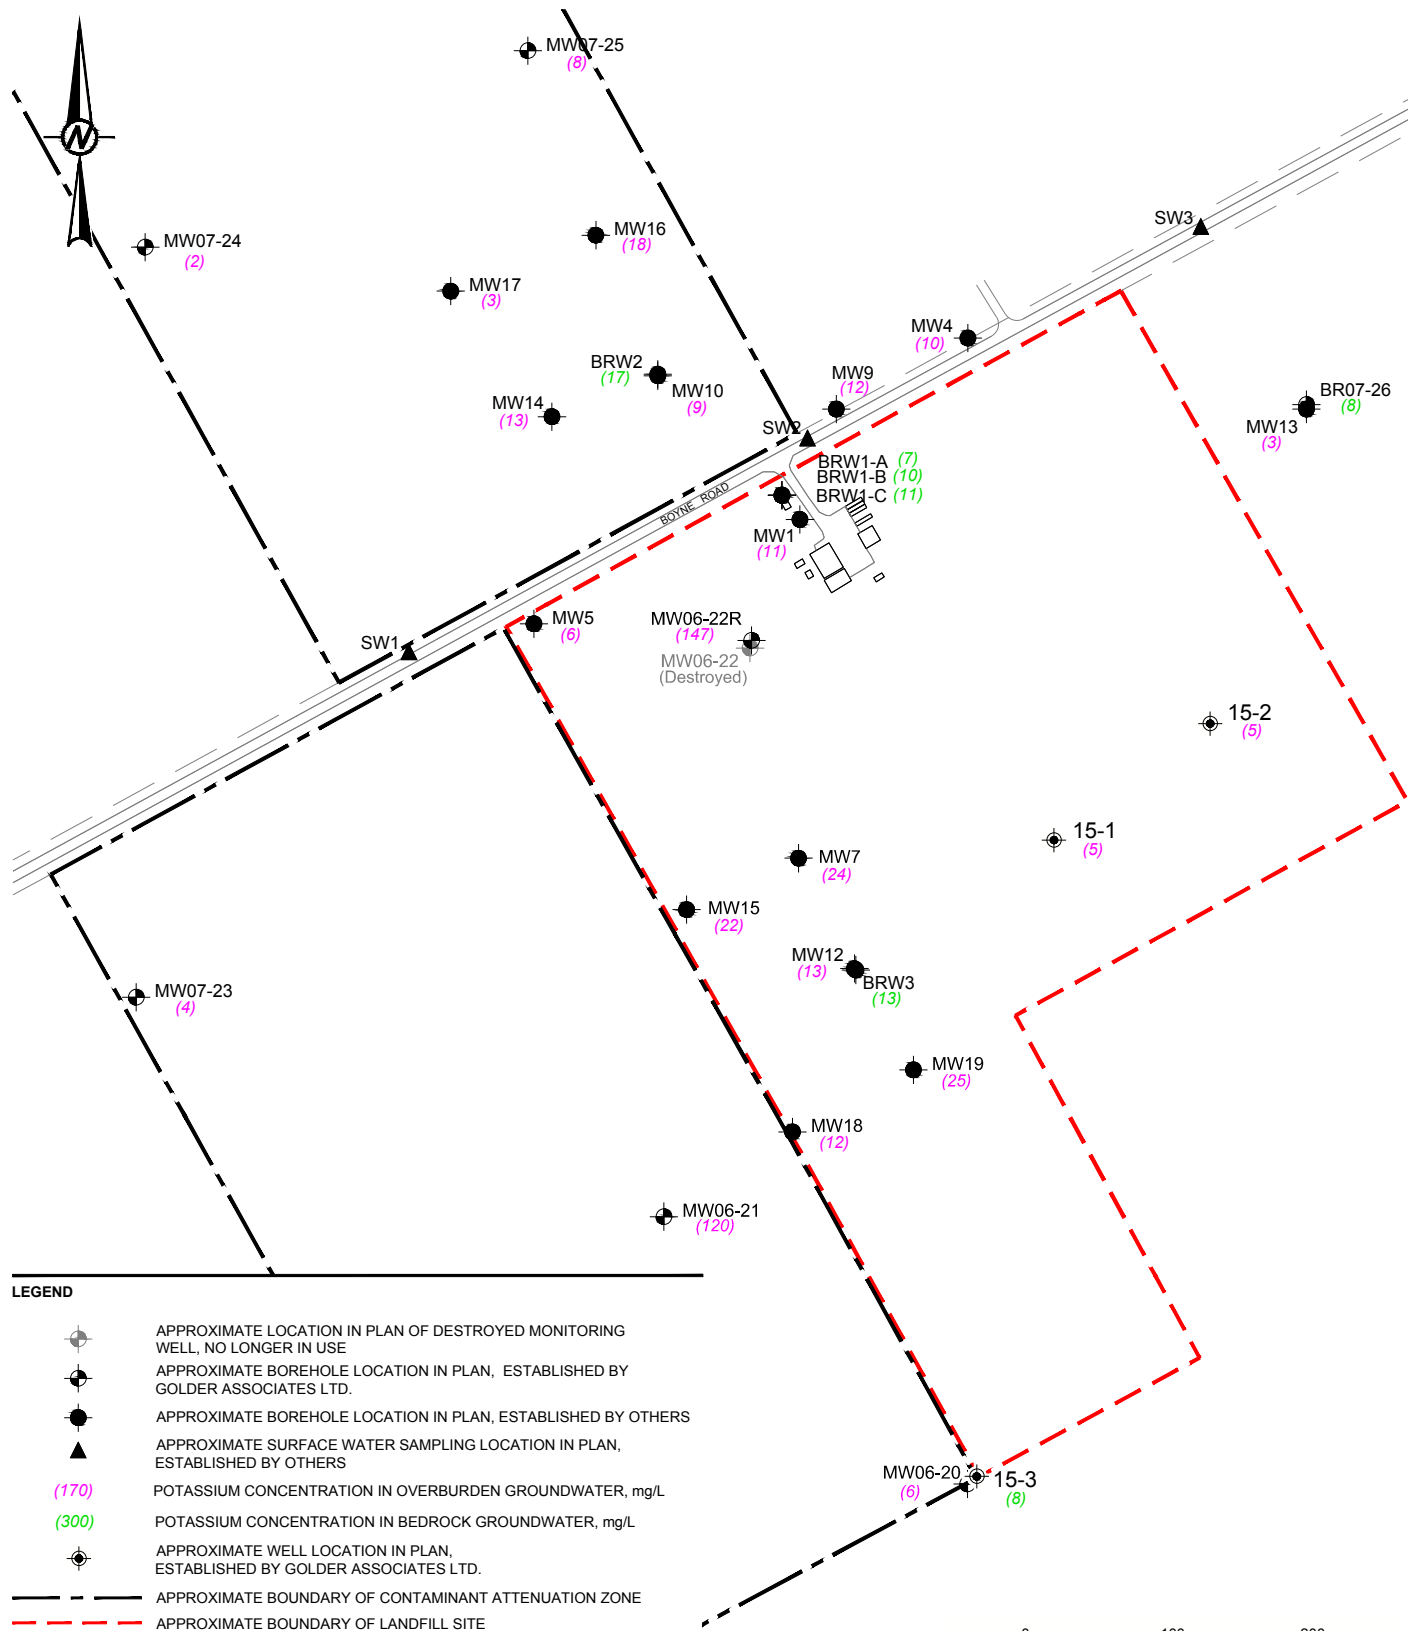 MW07-25
(8)
N
SW3
MW16
(18)
MW07-24
(2)
MW17
(3)
MW4
(10)
BRW2
(17)
MW10
(9)
MW9
(12)
BR07-26
(8)
MW13
(3)
MW14
(13)
SW2
BRW1-A (7)
BRW1-B (10)
BRW1-C (11)
BOYNE ROAD
MW1
(11)
MW5
(6)
MW06-22R
(147)
MW06-22
(Destroyed)
SW1
15-2
(5)
15-1
(5)
MW7
(24)
MW15
(22)
MW12
(13)
BRW3
(13)
MW07-23
(4)
MW19
(25)
MW18
(12)
MW06-21
(120)
MW06-20
(6)
15-3
(8)
LEGEND
APPROXIMATE LOCATION IN PLAN OF DESTROYED MONITORING
WELL, NO LONGER IN USE
APPROXIMATE BOREHOLE LOCATION IN PLAN, ESTABLISHED BY
GOLDER ASSOCIATES LTD.
APPROXIMATE BOREHOLE LOCATION IN PLAN, ESTABLISHED BY OTHERS
APPROXIMATE SURFACE WATER SAMPLING LOCATION IN PLAN,
ESTABLISHED BY OTHERS
(170) POTASSIUM CONCENTRATION IN OVERBURDEN GROUNDWATER, mg/L
(300) POTASSIUM CONCENTRATION IN BEDROCK GROUNDWATER, mg/L
APPROXIMATE WELL LOCATION IN PLAN,
ESTABLISHED BY GOLDER ASSOCIATES LTD.
APPROXIMATE BOUNDARY OF CONTAMINANT ATTENUATION ZONE
APPROXIMATE BOUNDARY OF LANDFILL SITE